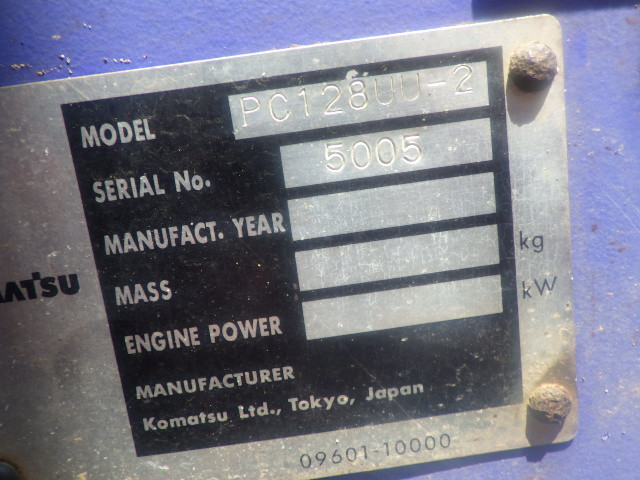 MODEL PC128UU-2
SERIAL No. 5005
MANUFACT. YEAR
MASS kg
ENGINE POWER kW
MANUFACTURER
Komatsu Ltd., Tokyo, Japan
ATSU
09601-10000